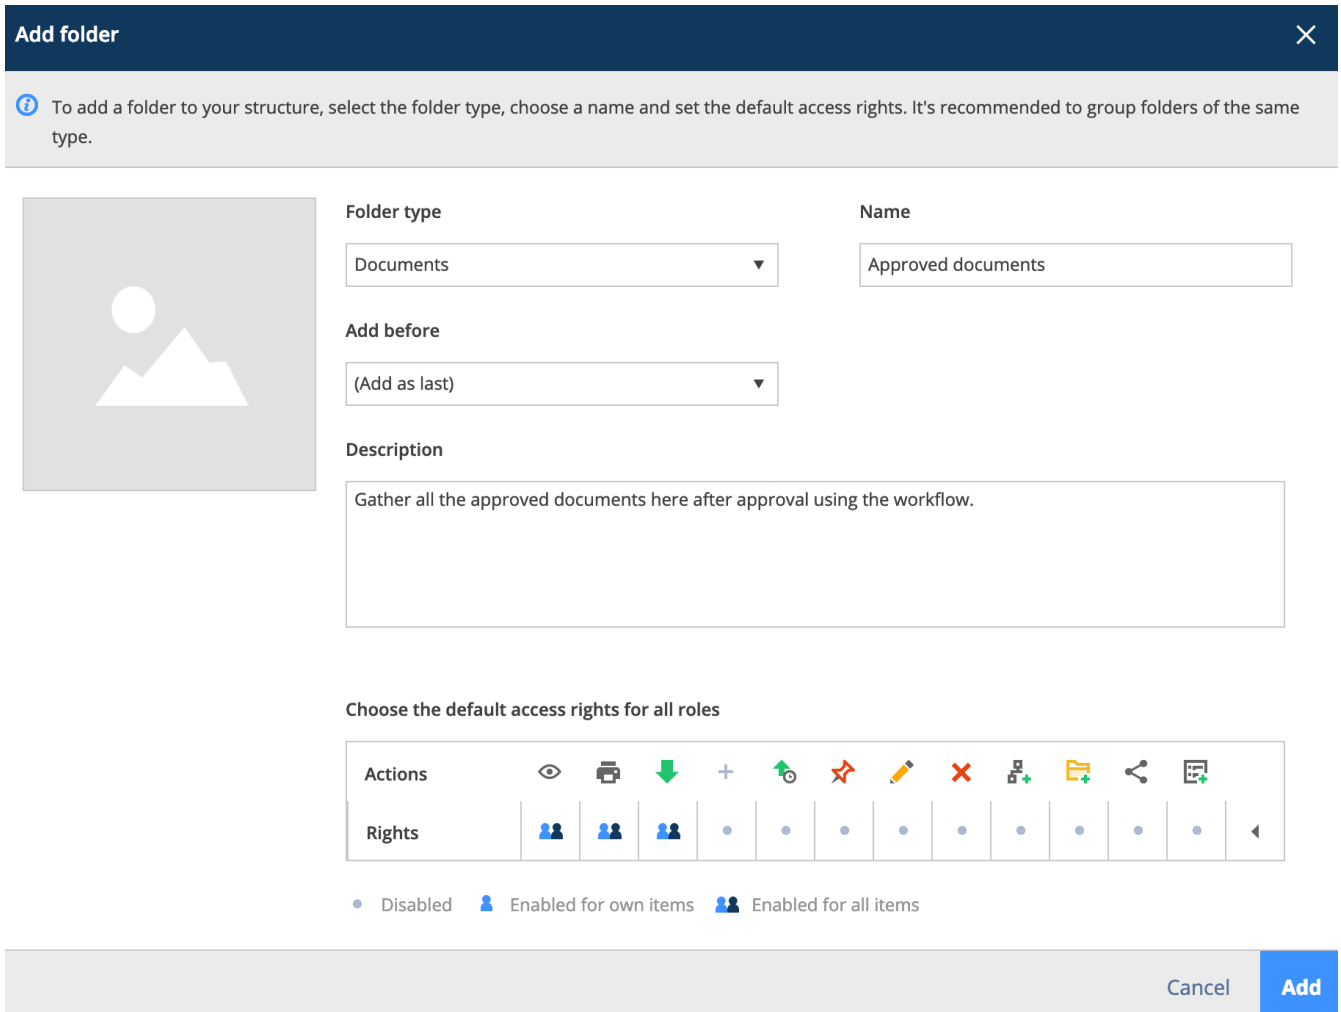 Add folder
To add a folder to your structure, select the folder type, choose a name and set the default access rights. It's recommended to group folders of the same
type.
Folder type
Name
Documents
Approved documents
Add before
(Add as last)
Description
Gather all the approved documents here after approval using the workflow.
Choose the default access rights for all roles
Actions
Rights
Disabled Enabled for own items Enabled for all items
Cancel Add